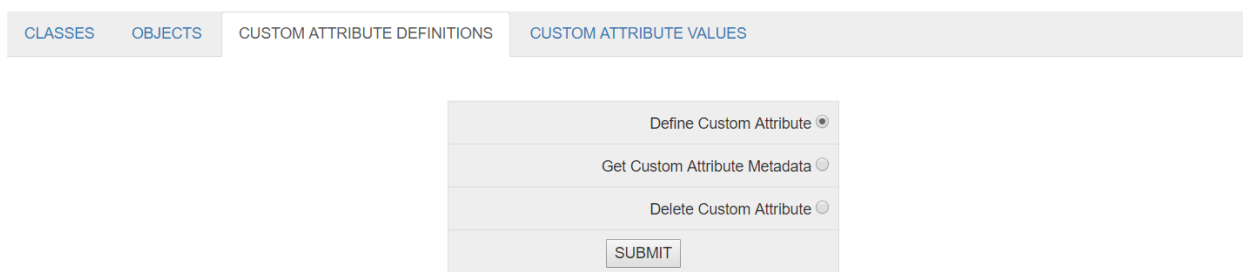 CLASSES OBJECTS CUSTOM ATTRIBUTE DEFINITIONS CUSTOM ATTRIBUTE VALUES
Define Custom Attribute
Get Custom Attribute Metadata
Delete Custom Attribute
SUBMIT